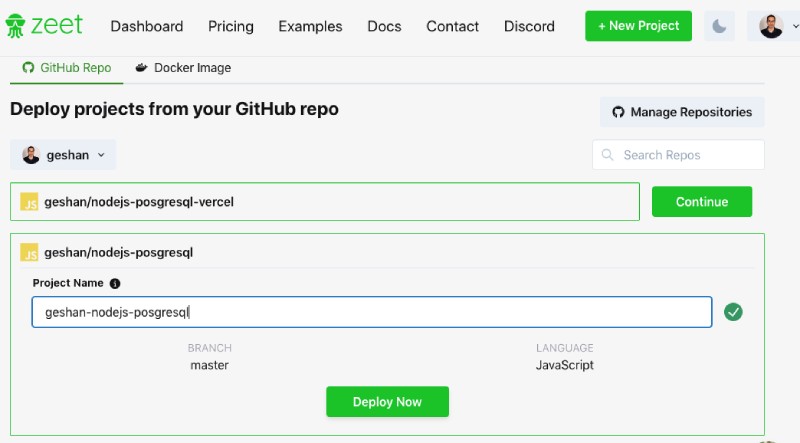 zeet Dashboard Pricing Examples Docs Contact Discord + New Project
GitHub Repo Docker Image
Deploy projects from your GitHub repo Manage Repositories
geshan Search Repos
JS geshan/nodejs-posgresql-vercel Continue
JS geshan/nodejs-posgresql
Project Name
geshan-nodejs-posgresql
BRANCH LANGUAGE
master JavaScript
Deploy Now